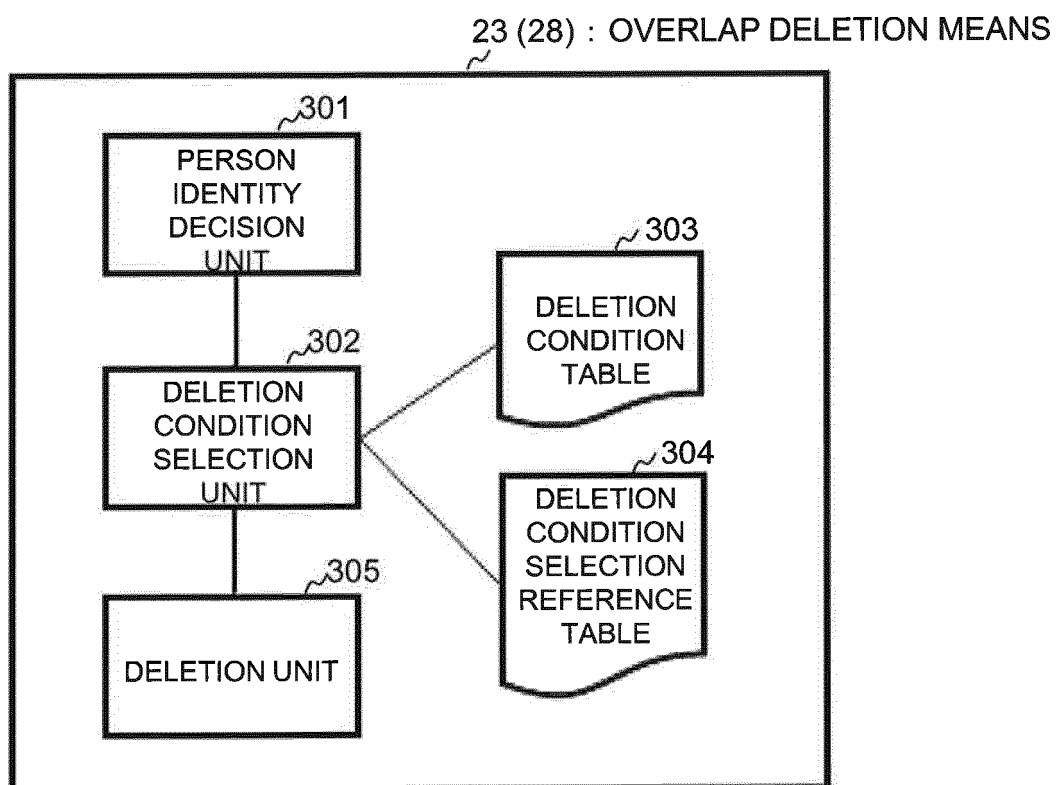 23 (28) : OVERLAP DELETION MEANS
301
PERSON
IDENTITY
DECISION
UNIT
302
DELETION
CONDITION
SELECTION
UNIT
303
DELETION
CONDITION
TABLE
304
DELETION
CONDITION
SELECTION
REFERENCE
TABLE
305
DELETION UNIT